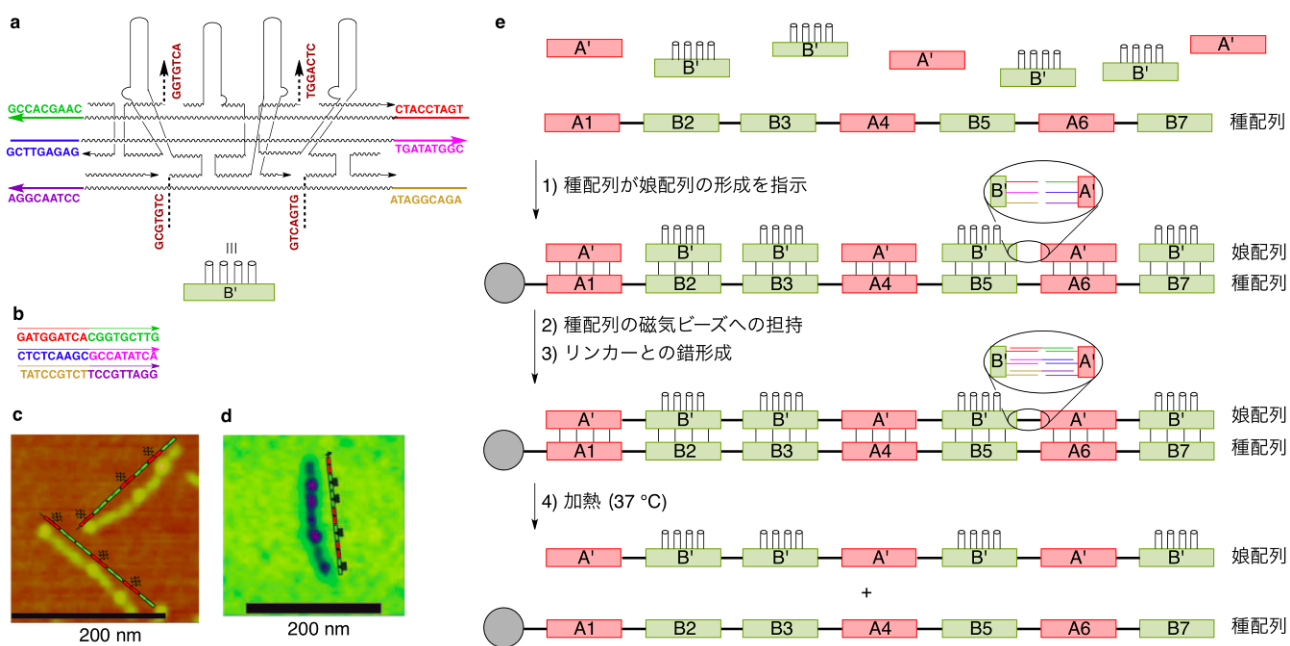 a
GGTGTCA
TGGACTC
GCCACGAAC
CTACCTAGT
GCTTGAGAG
TGATATGGC
AGGCAATCC
ATAGGCAGA
GCGTGTC
GTCAGTG
B'
b
GATGGATCACGGTGCTTG
CTCTCAAGCGCCATATCA
TATCCGTCTTCCGTTAGG
c
200 nm
d
200 nm
e
A' B' B' A' B' B' A'
A1 B2 B3 A4 B5 A6 B7 種配列
1) 種配列が娘配列の形成を指示
B' A'
A' B' B' A' B' A' B' 娘配列
A1 B2 B3 A4 B5 A6 B7 種配列
2) 種配列の磁気ビーズへの担持
3) リンカーとの錯形成
B' A'
A' B' B' A' B' A' B' 娘配列
A1 B2 B3 A4 B5 A6 B7 種配列
4) 加熱 (37 °C)
A' B' B' A' B' A' B' 娘配列
+
A1 B2 B3 A4 B5 A6 B7 種配列